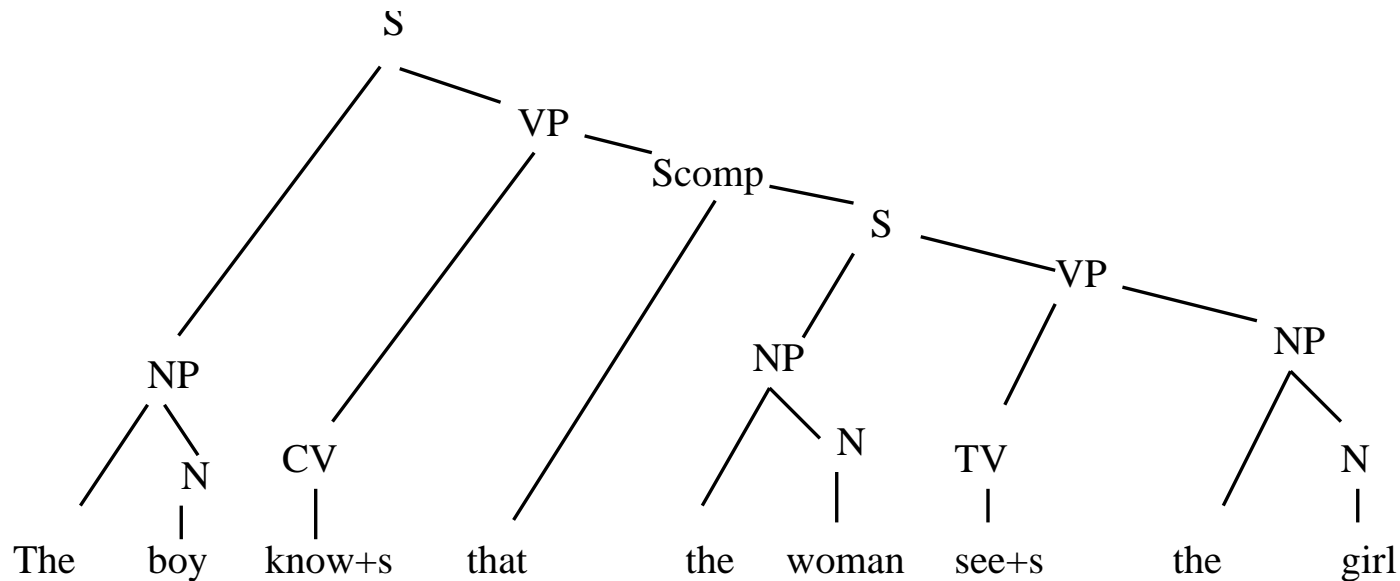 S
VP
Scomp
S
VP
NP
NP
NP
N
CV
N
TV
N
The boy know+s that the woman see+s the girl